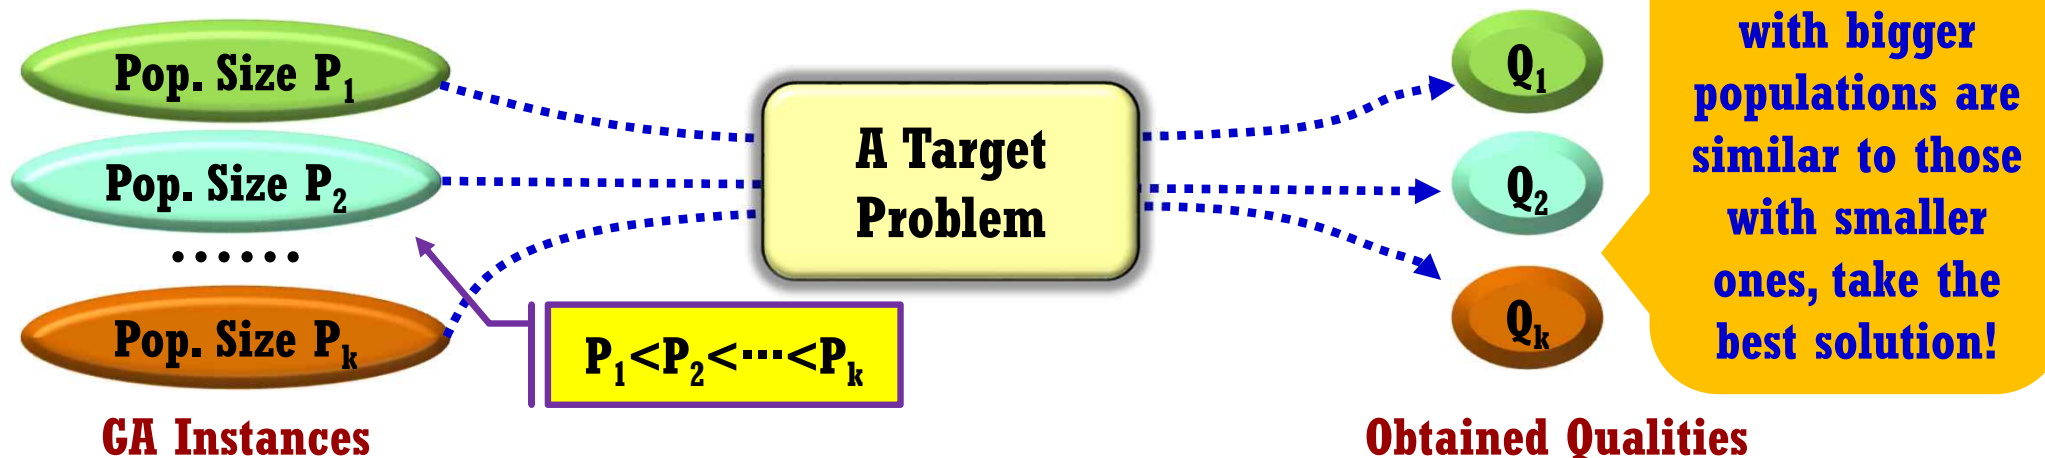 Pop. Size P₁
Pop. Size P₂
······
Pop. Size Pₖ
GA Instances
P₁<P₂<···<Pₖ
A Target
Problem
Q₁
Q₂
Qₖ
Obtained Qualities
with bigger
populations are
similar to those
with smaller
ones, take the
best solution!